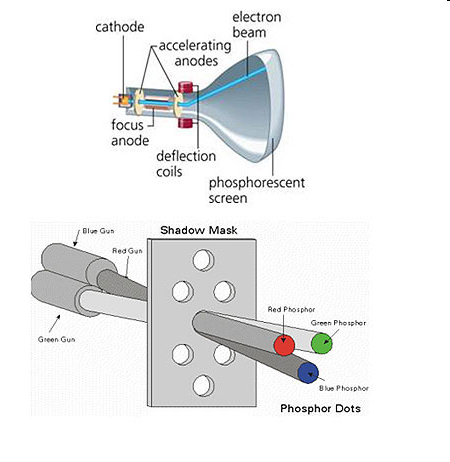 electron
beam
cathode
accelerating
anodes
focus
anode
deflection
coils
phosphorescent
screen
Shadow Mask
Blue Gun
Red Gun
Green Gun
Red Phosphor
Green Phosphor
Blue Phosphor
Phosphor Dots